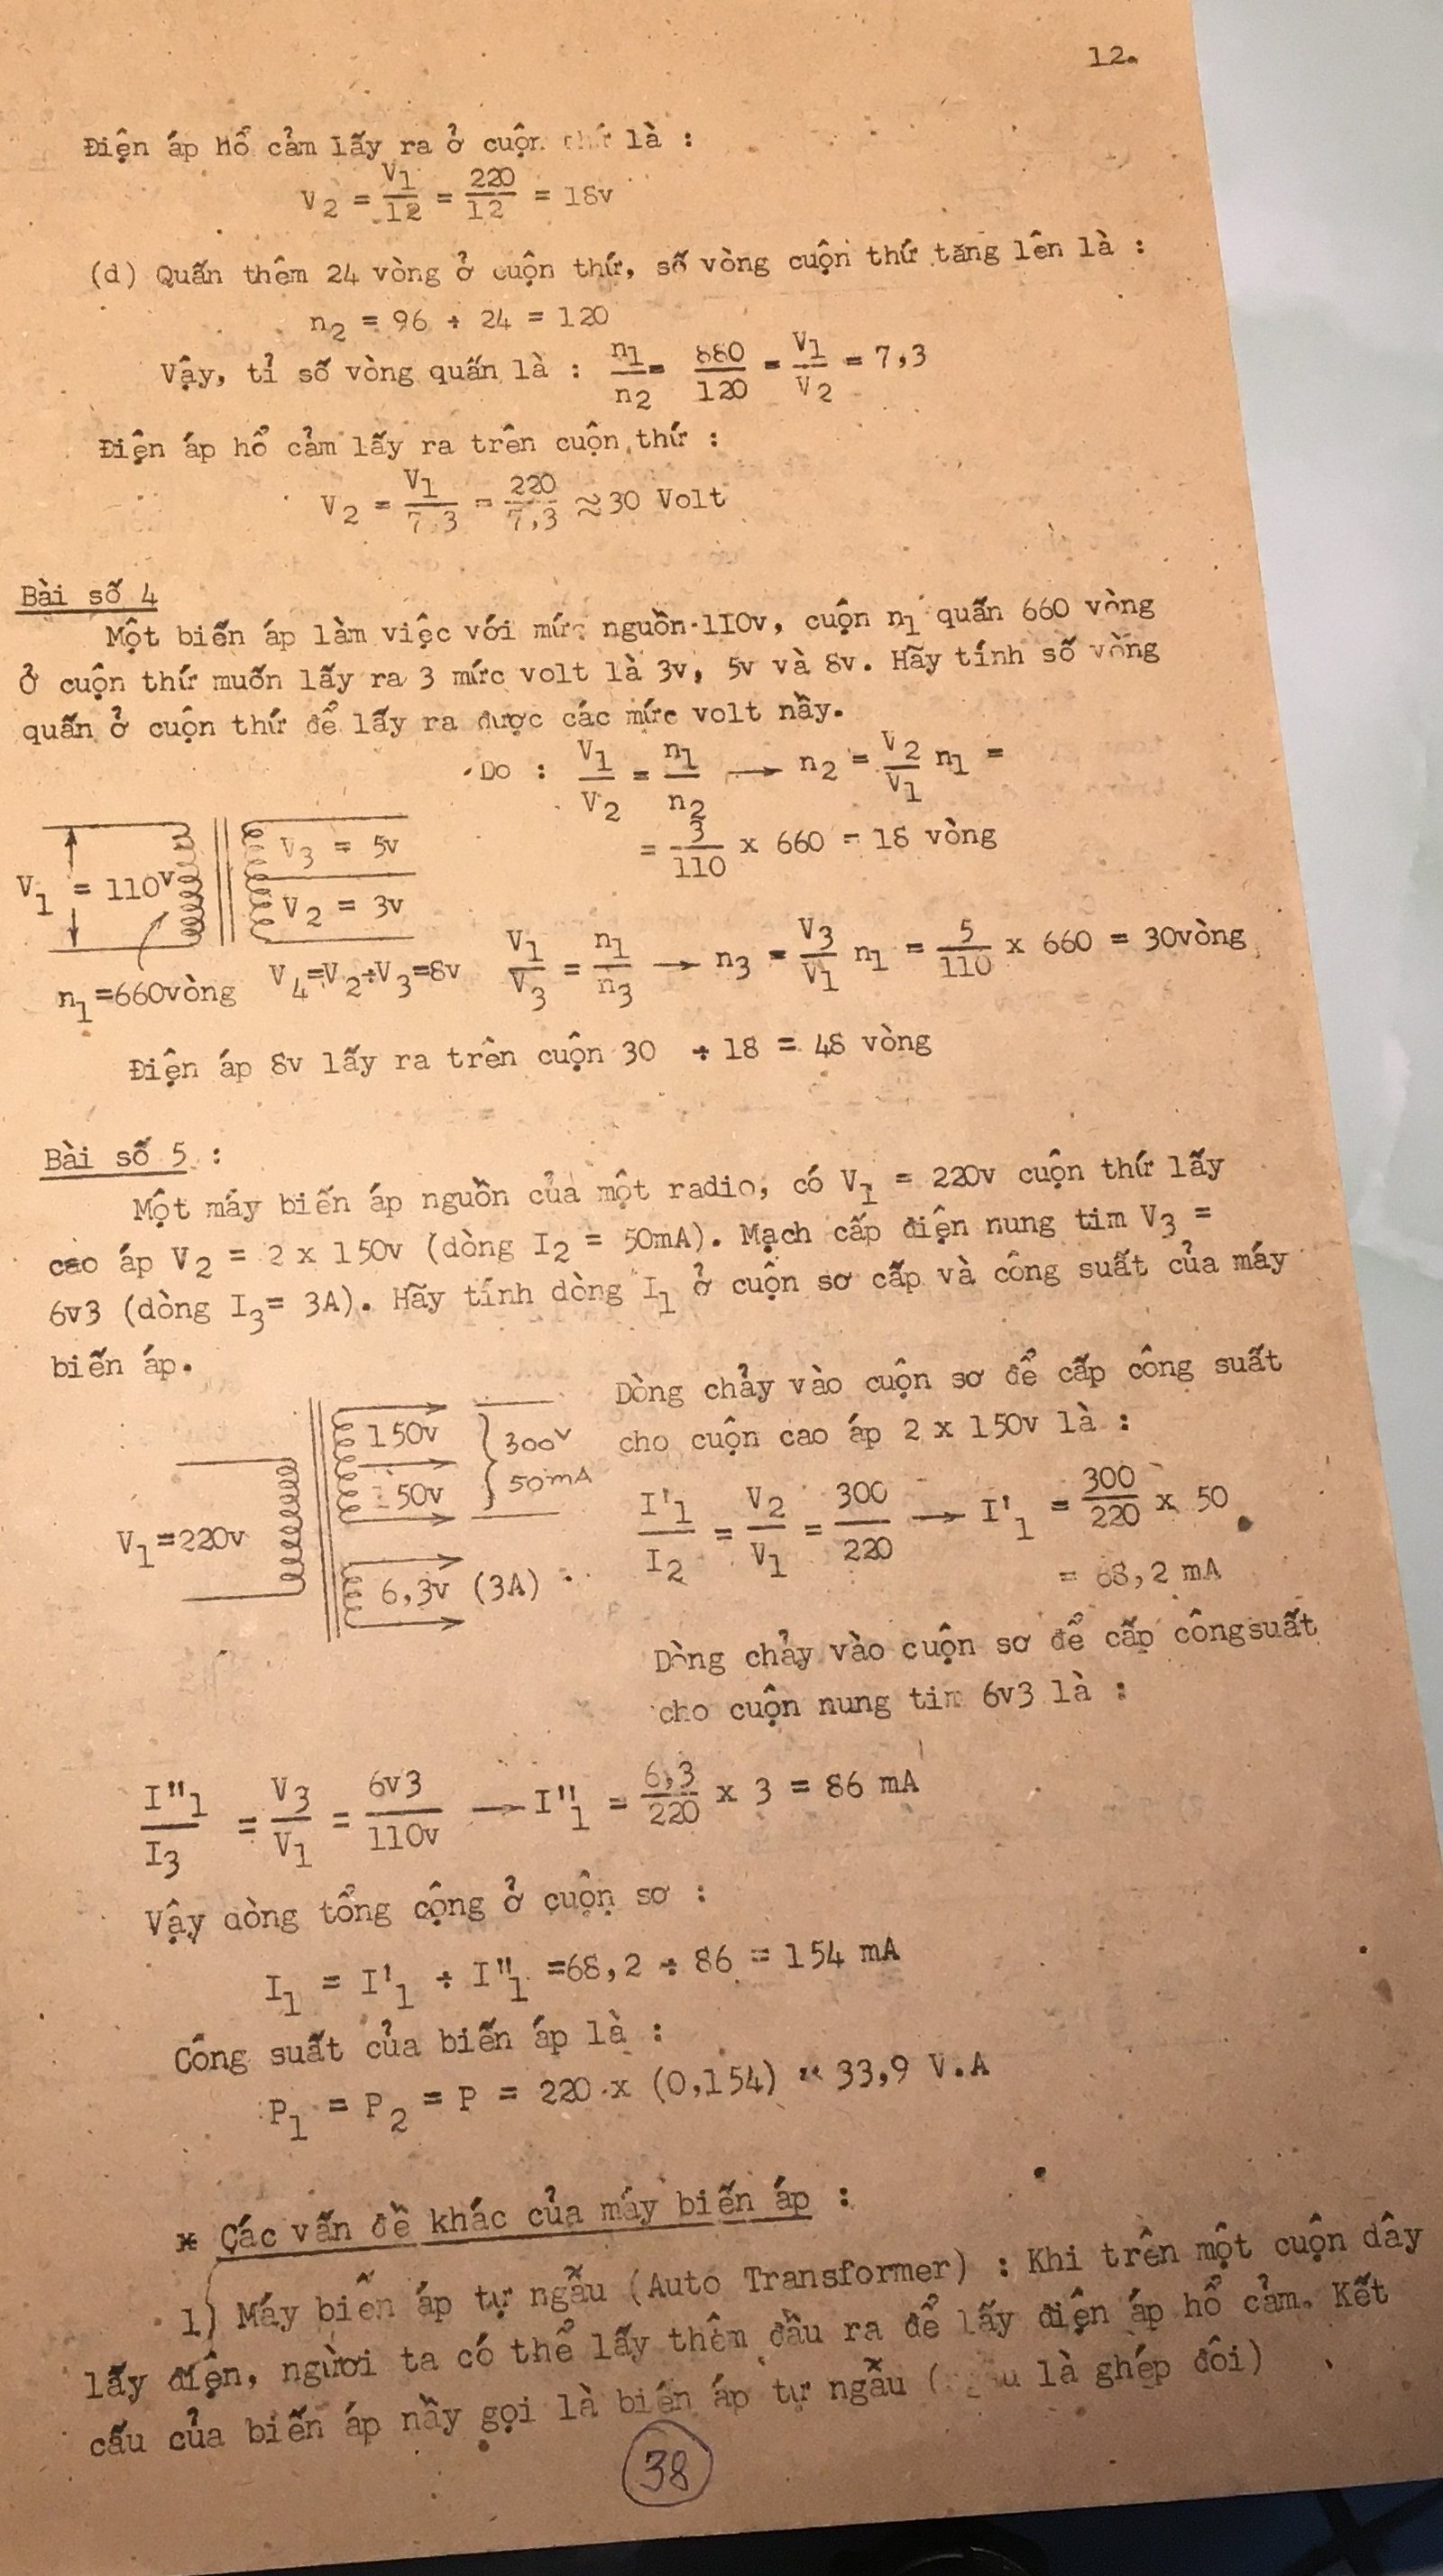 12.
Điện áp hổ cảm lấy ra ở cuộn thứ là :
V2 = V1/12 = 220/12 = 18v
(d) Quấn thêm 24 vòng ở cuộn thứ, số vòng cuộn thứ tăng lên là :
n2 = 96 + 24 = 120
Vậy, tỉ số vòng quấn là : n1/n2 = 880/120 = V1/V2 = 7,3
Điện áp hổ cảm lấy ra trên cuộn thứ :
V2 = V1/7,3 = 220/7,3 ≈ 30 Volt
Bài số 4
Một biến áp làm việc với mức nguồn 110v, cuộn n1 quấn 660 vòng
Ở cuộn thứ muốn lấy ra 3 mức volt là 3v, 5v và 8v. Hãy tính số vòng
quấn ở cuộn thứ để lấy ra được các mức volt nầy.
Do : V1/V2 = n1/n2 → n2 = V2/V1 n1 =
= 3/110 x 660 = 18 vòng
V3 = 5v
V1 = 110v
V2 = 3v
n1=660vòng
V4=V2+V3=8v
V1/V3 = n1/n3 → n3 = V3/V1 n1 = 5/110 x 660 = 30vòng
Điện áp 8v lấy ra trên cuộn 30 + 18 = 48 vòng
Bài số 5 :
Một máy biến áp nguồn của một radio, có V1 = 220v cuộn thứ lấy
cao áp V2 = 2 x 150v (dòng I2 = 50mA). Mạch cấp điện nung tim V3 =
6v3 (dòng I3= 3A). Hãy tính dòng I1 ở cuộn sơ cấp và công suất của máy
biến áp.
150v
150v
300v
50mA
V1=220v
6,3v (3A)
Dòng chảy vào cuộn sơ để cấp công suất
cho cuộn cao áp 2 x 150v là :
I'1/I2 = V2/V1 = 300/220 → I'1 = 300/220 x 50
= 68,2 mA
Dòng chảy vào cuộn sơ để cấp côngsuất
cho cuộn nung tim 6v3 là :
I"1/I3 = V3/V1 = 6v3/110v → I"1 = 6,3/220 x 3 = 86 mA
Vậy dòng tổng cộng ở cuộn sơ :
I1 = I'1 + I"1 =68,2 + 86 = 154 mA
Công suất của biến áp là :
P1 = P2 = P = 220 x (0,154) = 33,9 V.A
* Các vấn đề khác của máy biến áp :
1) Máy biến áp tự ngẫu (Auto Transformer) : Khi trên một cuộn dây
lấy điện, người ta có thể lấy thêm đầu ra để lấy điện áp hổ cảm. Kết
cấu của biến áp nầy gọi là biến áp tự ngẫu ( là ghép đôi)
38